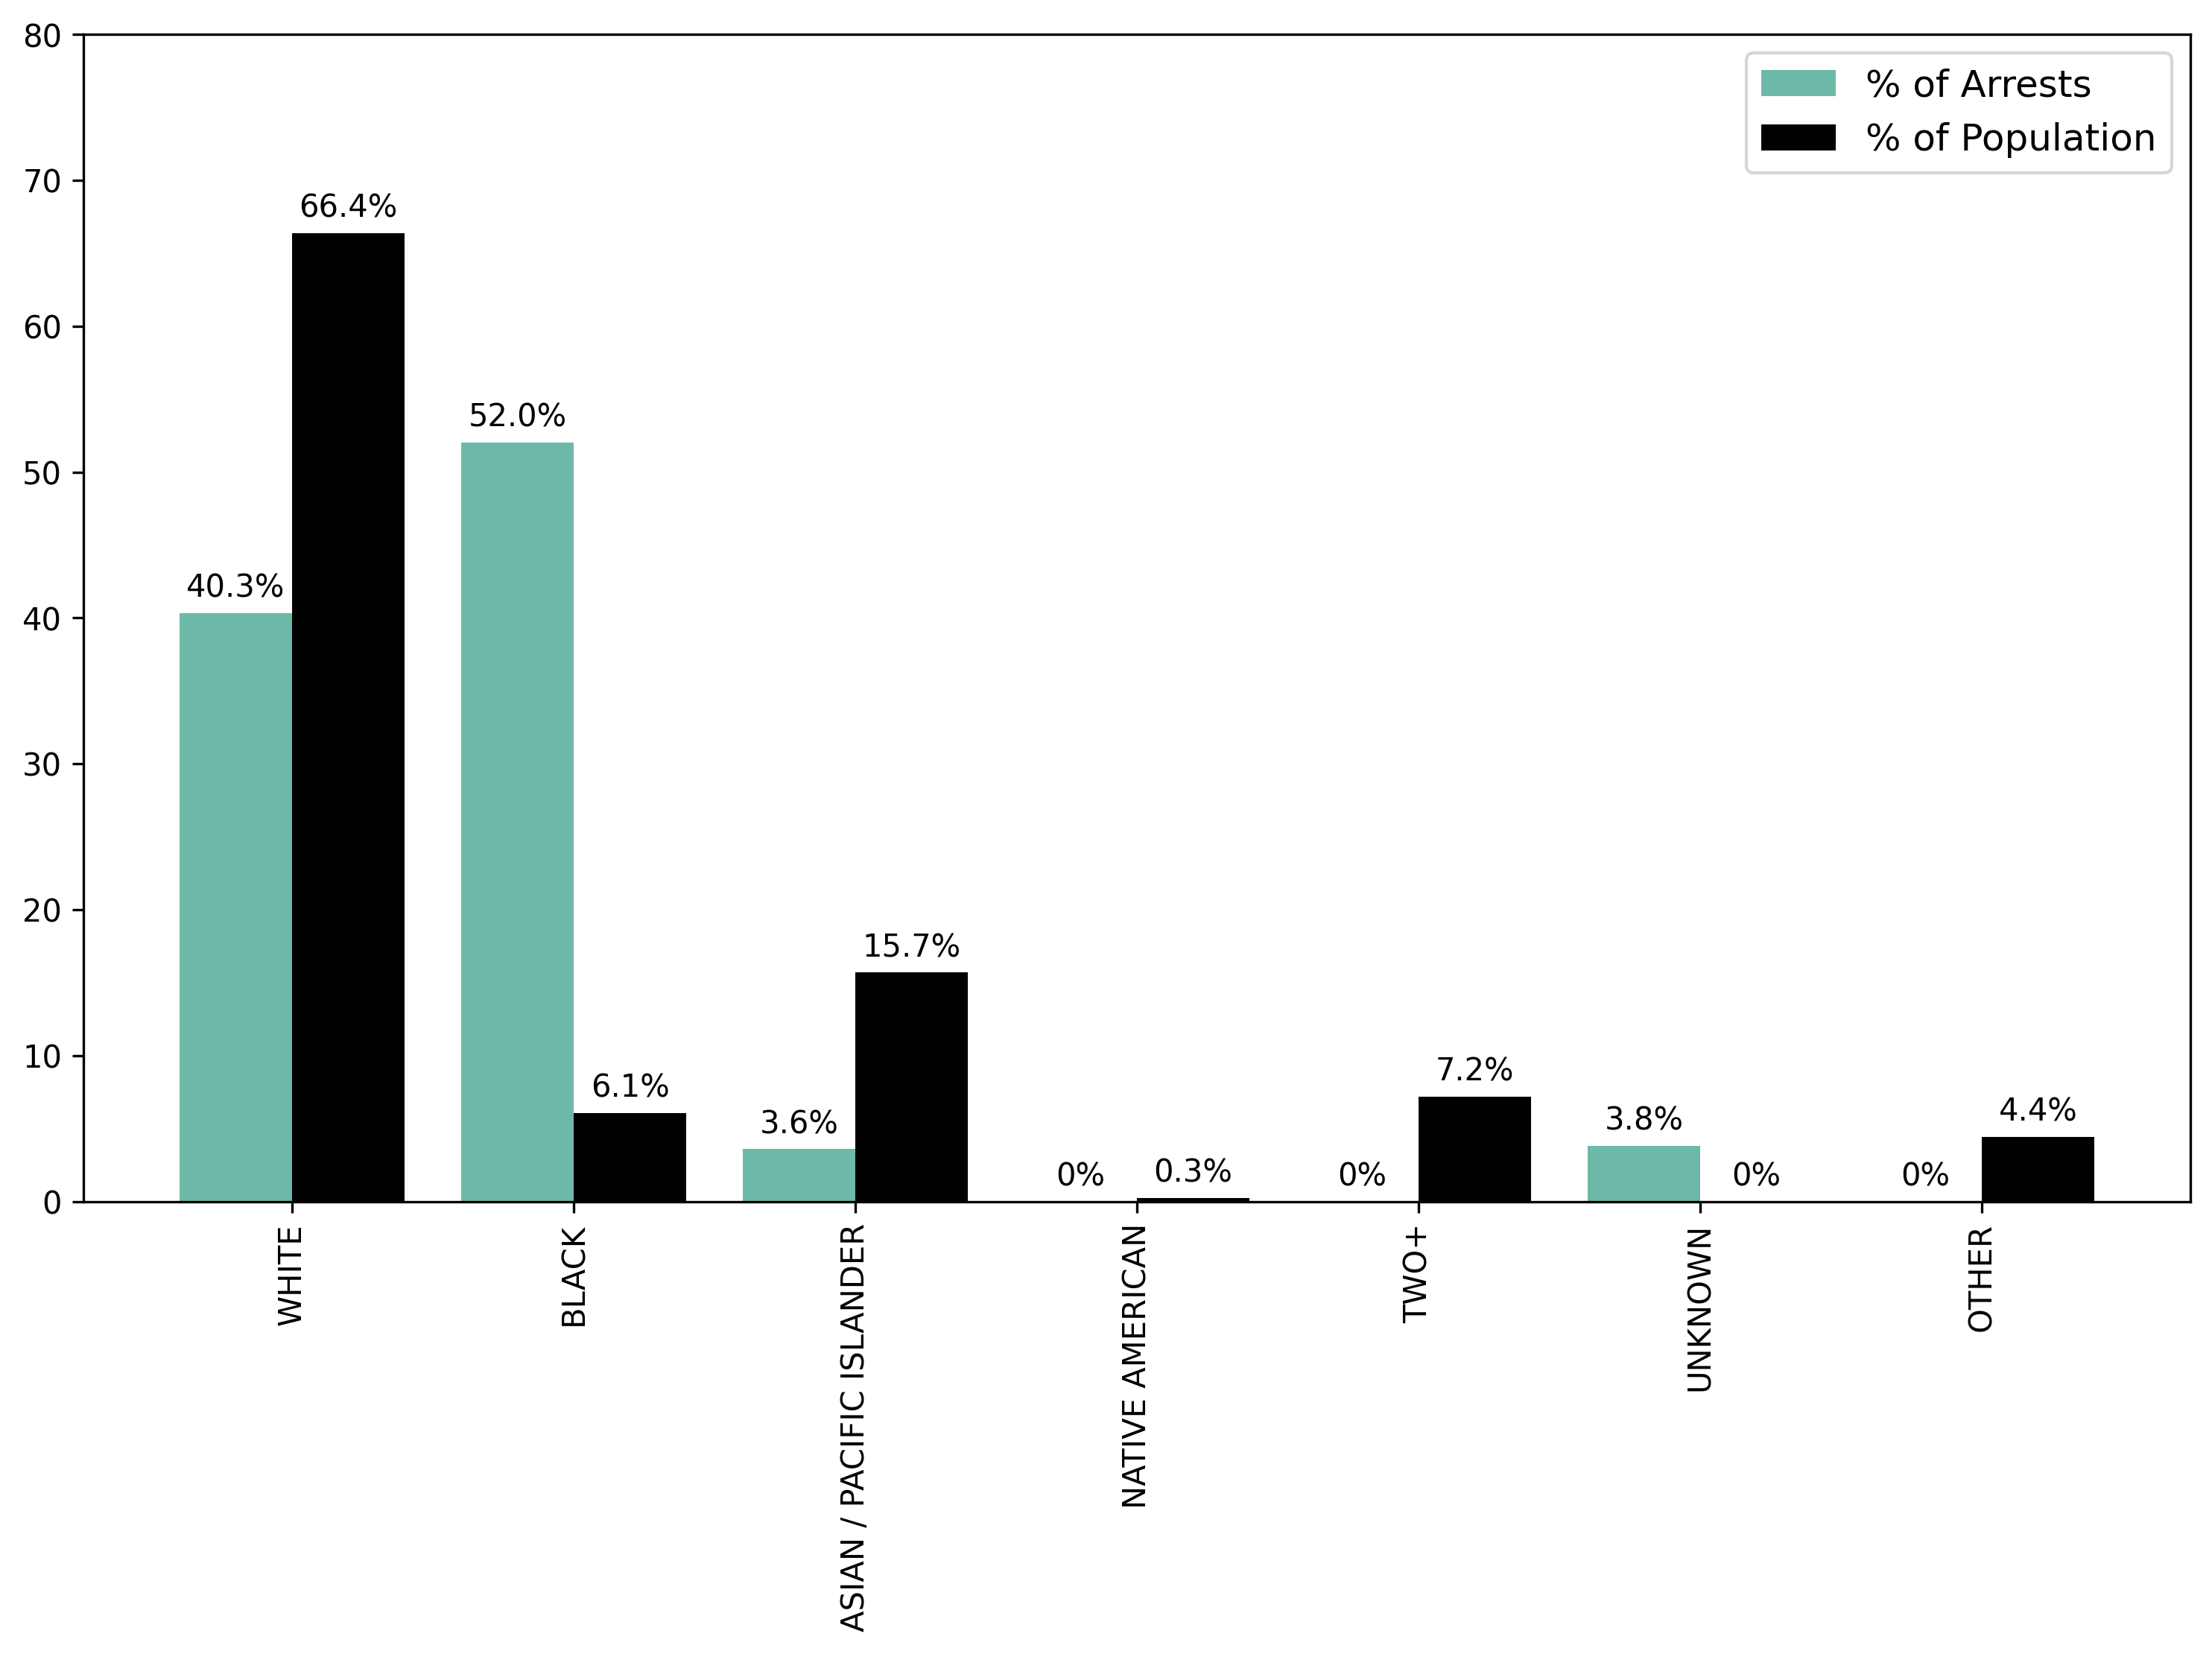 80
70
60
50
40
30
20
10
0
% of Arrests
% of Population
66.4%
52.0%
40.3%
15.7%
6.1%
3.6%
0%
0.3%
0%
7.2%
3.8%
0%
0%
4.4%
WHITE
BLACK
ASIAN / PACIFIC ISLANDER
NATIVE AMERICAN
TWO+
UNKNOWN
OTHER